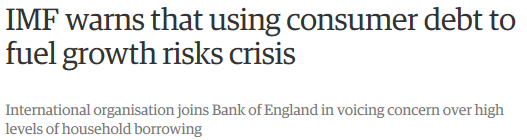 IMF warns that using consumer debt to
fuel growth risks crisis
International organisation joins Bank of England in voicing concern over high
levels of household borrowing